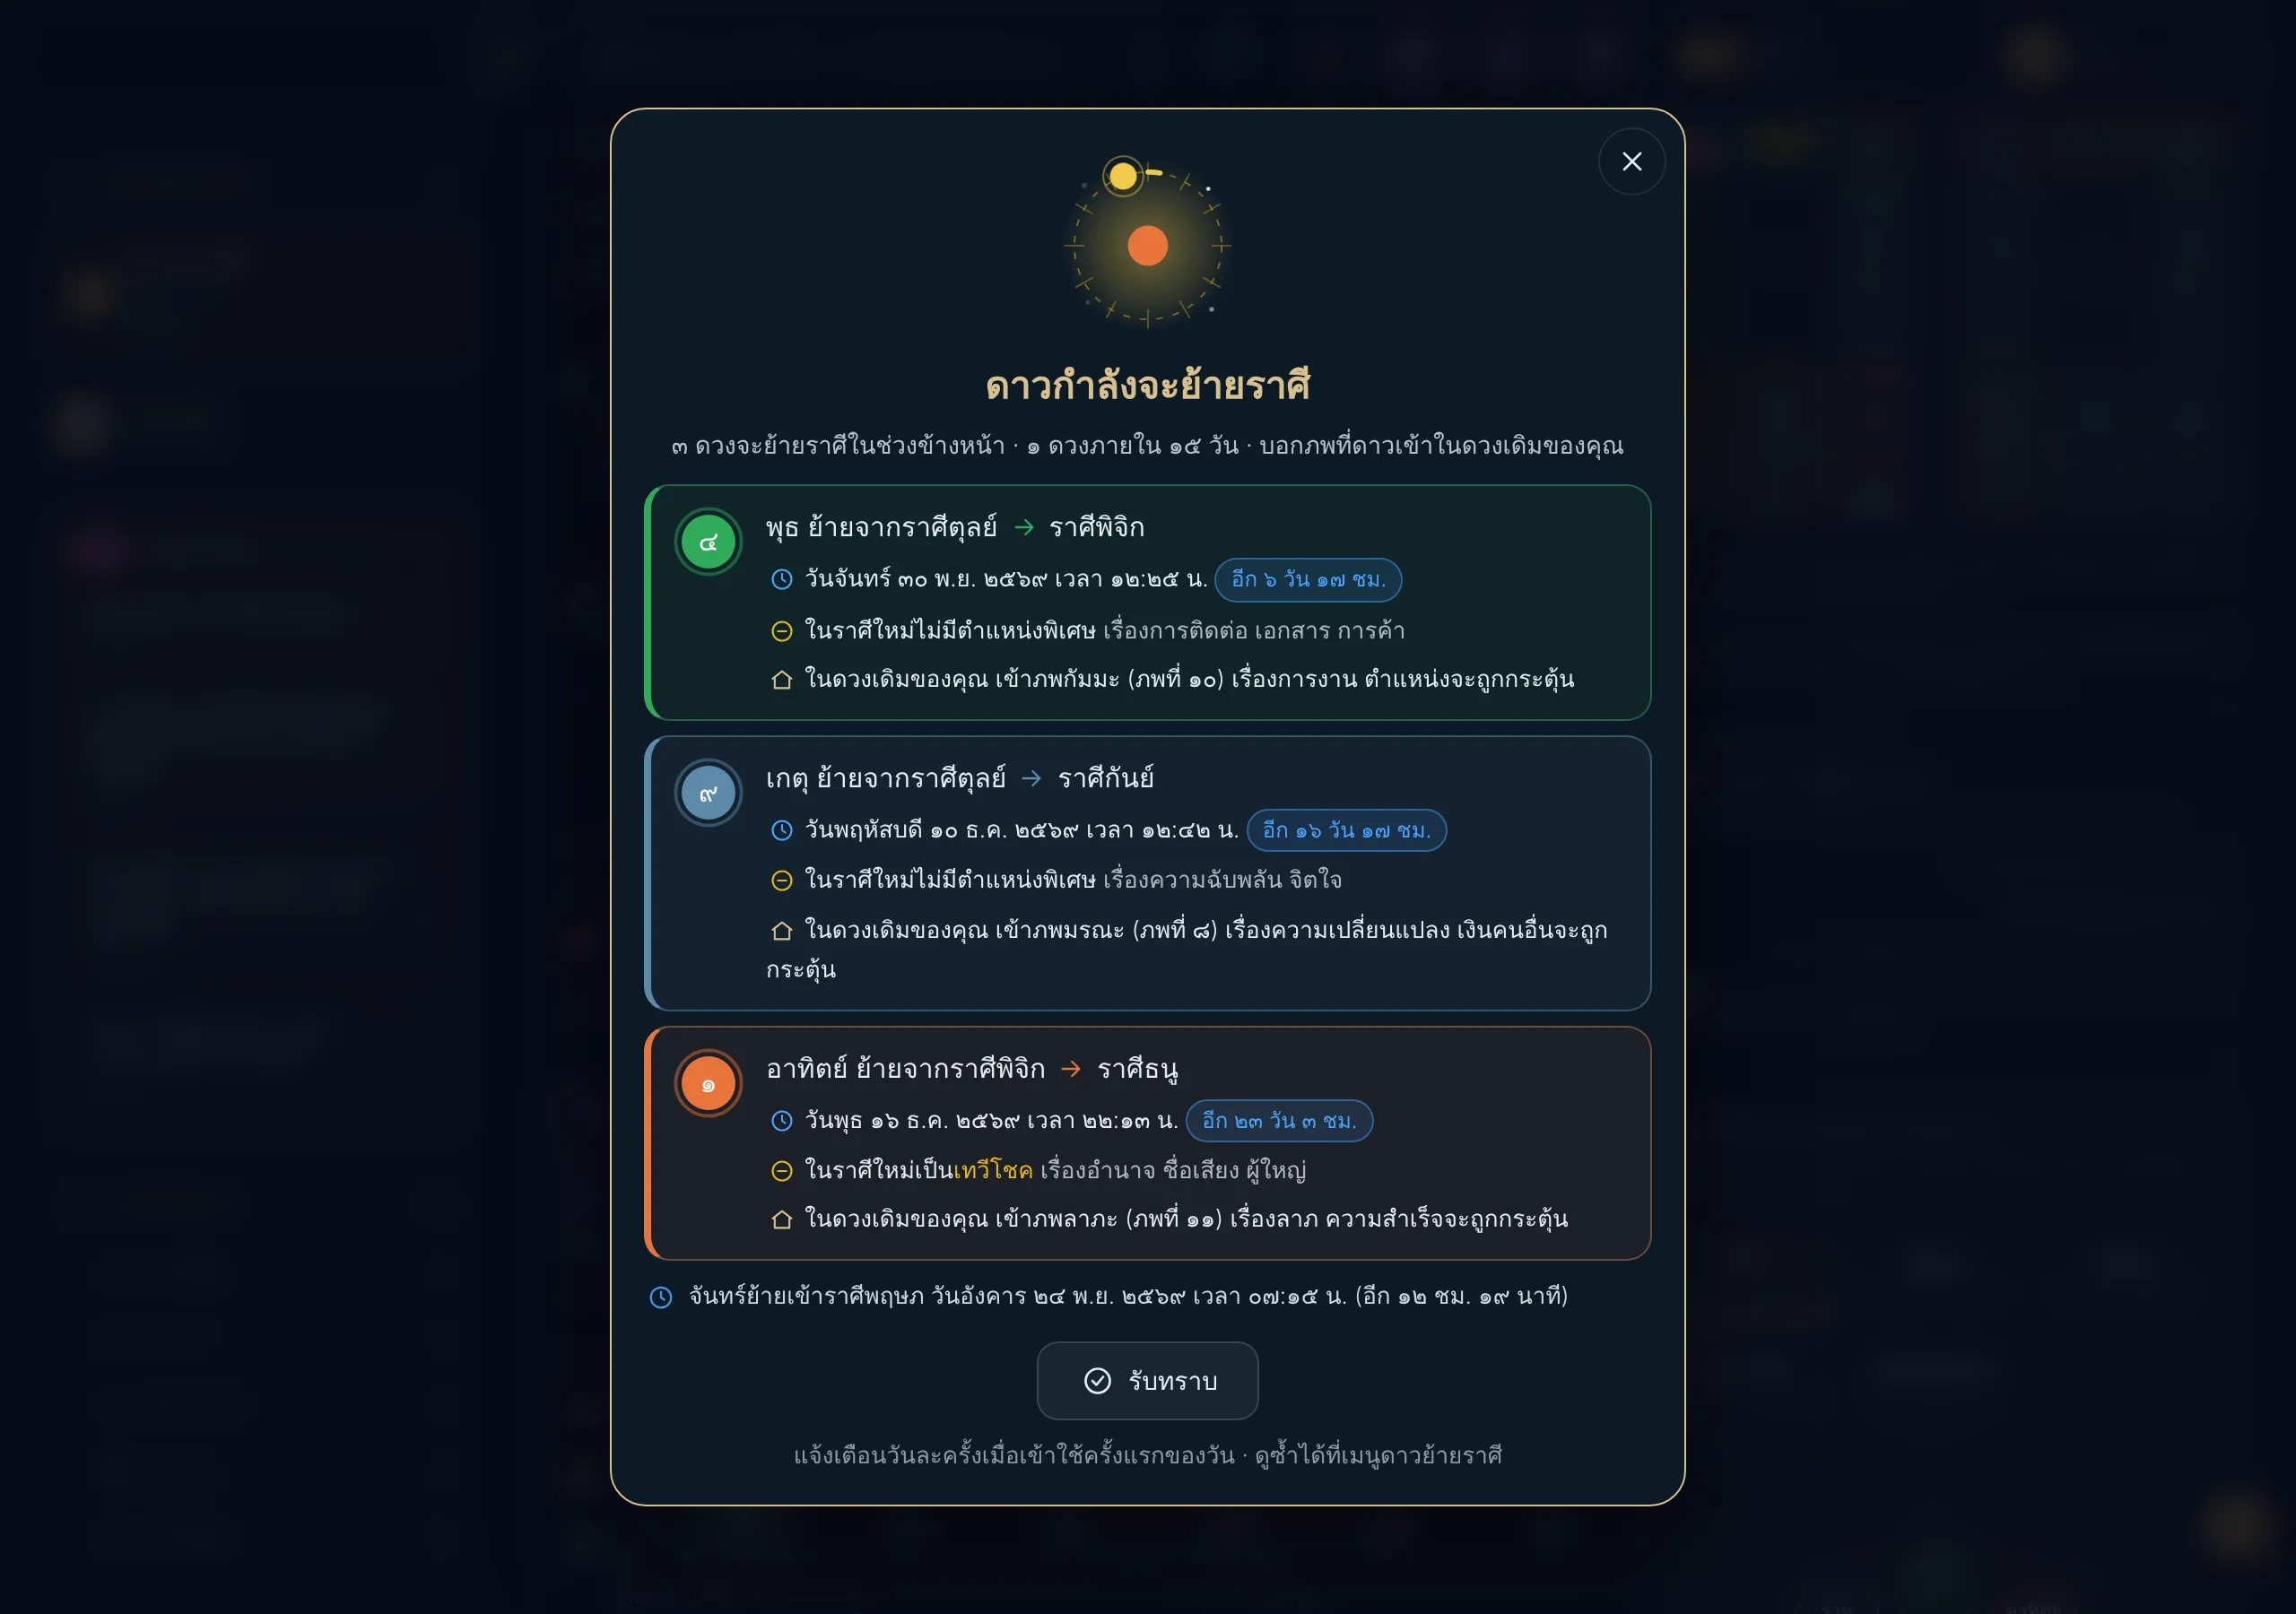 ดาวกำลังจะย้ายราศี
๓ ดวงจะย้ายราศีในช่วงข้างหน้า · ๑ ดวงภายใน ๑๕ วัน · บอกภพที่ดาวเข้าในดวงเดิมของคุณ
๔
พุธ ย้ายจากราศีตุลย์ → ราศีพิจิก
วันจันทร์ ๓๐ พ.ย. ๒๕๖๙ เวลา ๑๒:๒๕ น. อีก ๖ วัน ๑๗ ชม.
ในราศีใหม่ไม่มีตำแหน่งพิเศษ เรื่องการติดต่อ เอกสาร การค้า
ในดวงเดิมของคุณ เข้าภพกัมมะ (ภพที่ ๑๐) เรื่องการงาน ตำแหน่งจะถูกกระตุ้น
๙
เกตุ ย้ายจากราศีตุลย์ → ราศีกันย์
วันพฤหัสบดี ๑๐ ธ.ค. ๒๕๖๙ เวลา ๑๒:๔๒ น. อีก ๑๖ วัน ๑๗ ชม.
ในราศีใหม่ไม่มีตำแหน่งพิเศษ เรื่องความฉับพลัน จิตใจ
ในดวงเดิมของคุณ เข้าภพมรณะ (ภพที่ ๘) เรื่องความเปลี่ยนแปลง เงินคนอื่นจะถูก
กระตุ้น
๑
อาทิตย์ ย้ายจากราศีพิจิก → ราศีธนู
วันพุธ ๑๖ ธ.ค. ๒๕๖๙ เวลา ๒๒:๑๓ น. อีก ๒๓ วัน ๓ ชม.
ในราศีใหม่เป็นเทวีโชค เรื่องอำนาจ ชื่อเสียง ผู้ใหญ่
ในดวงเดิมของคุณ เข้าภพลาภะ (ภพที่ ๑๑) เรื่องลาภ ความสำเร็จจะถูกกระตุ้น
จันทร์ย้ายเข้าราศีพฤษภ วันอังคาร ๒๔ พ.ย. ๒๕๖๙ เวลา ๐๗:๑๕ น. (อีก ๑๒ ชม. ๑๙ นาที)
รับทราบ
แจ้งเตือนวันละครั้งเมื่อเข้าใช้ครั้งแรกของวัน · ดูซ้ำได้ที่เมนูดาวย้ายราศี